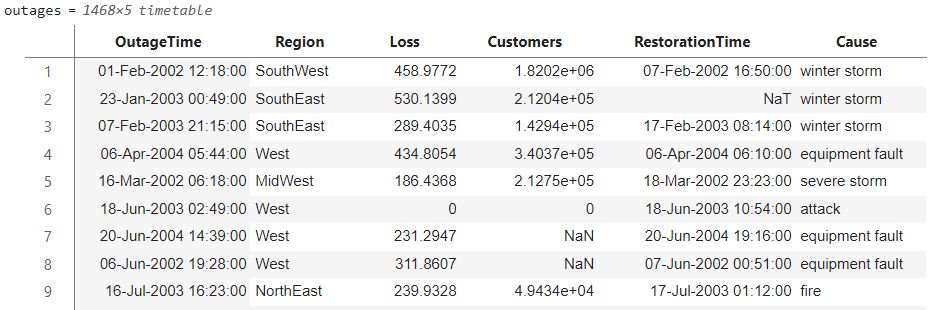 outages = 1468×5 timetable
OutageTime Region Loss Customers RestorationTime Cause
1 01-Feb-2002 12:18:00 SouthWest 458.9772 1.8202e+06 07-Feb-2002 16:50:00 winter storm
2 23-Jan-2003 00:49:00 SouthEast 530.1399 2.1204e+05 NaT winter storm
3 07-Feb-2003 21:15:00 SouthEast 289.4035 1.4294e+05 17-Feb-2003 08:14:00 winter storm
4 06-Apr-2004 05:44:00 West 434.8054 3.4037e+05 06-Apr-2004 06:10:00 equipment fault
5 16-Mar-2002 06:18:00 MidWest 186.4368 2.1275e+05 18-Mar-2002 23:23:00 severe storm
6 18-Jun-2003 02:49:00 West 0 0 18-Jun-2003 10:54:00 attack
7 20-Jun-2004 14:39:00 West 231.2947 NaN 20-Jun-2004 19:16:00 equipment fault
8 06-Jun-2002 19:28:00 West 311.8607 NaN 07-Jun-2002 00:51:00 equipment fault
9 16-Jul-2003 16:23:00 NorthEast 239.9328 4.9434e+04 17-Jul-2003 01:12:00 fire